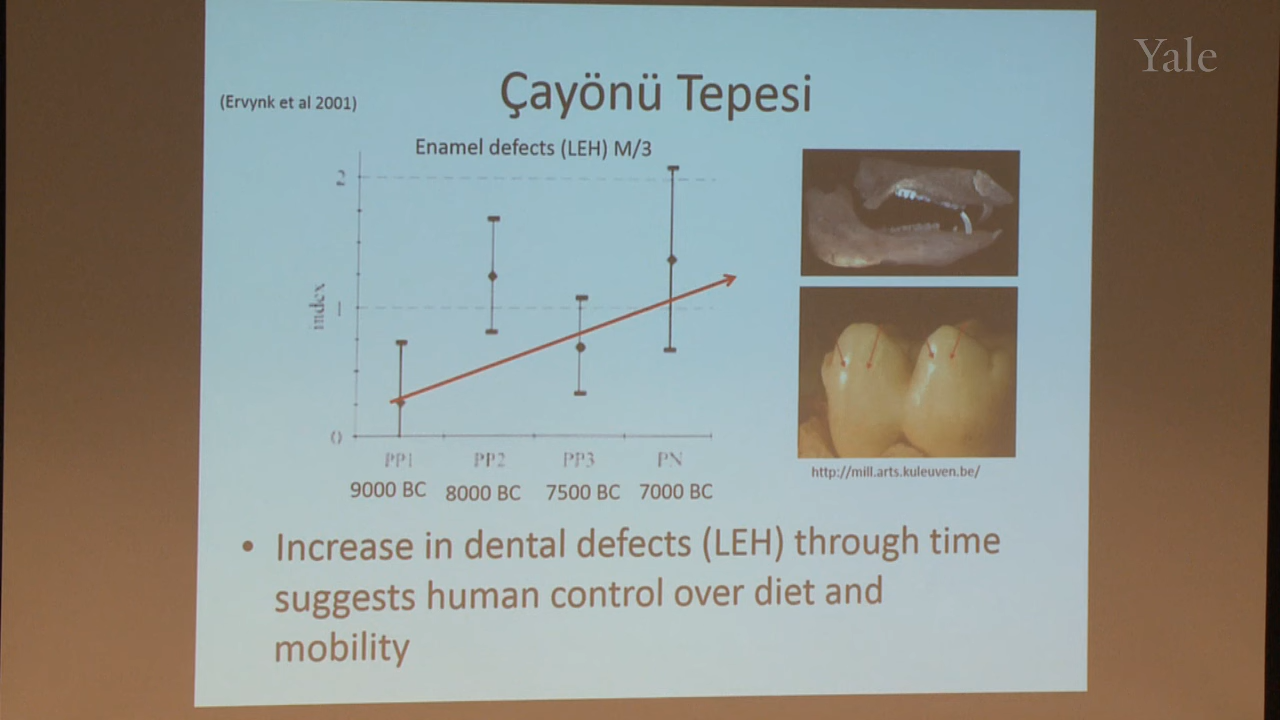 Yale
Çayönü Tepesi
(Ervynk et al 2001)
Enamel defects (LEH) M/3
2
1
0
index
PP1 PP2 PP3 PN
9000 BC 8000 BC 7500 BC 7000 BC
http://mill.arts.kuleuven.be/
• Increase in dental defects (LEH) through time
suggests human control over diet and
mobility